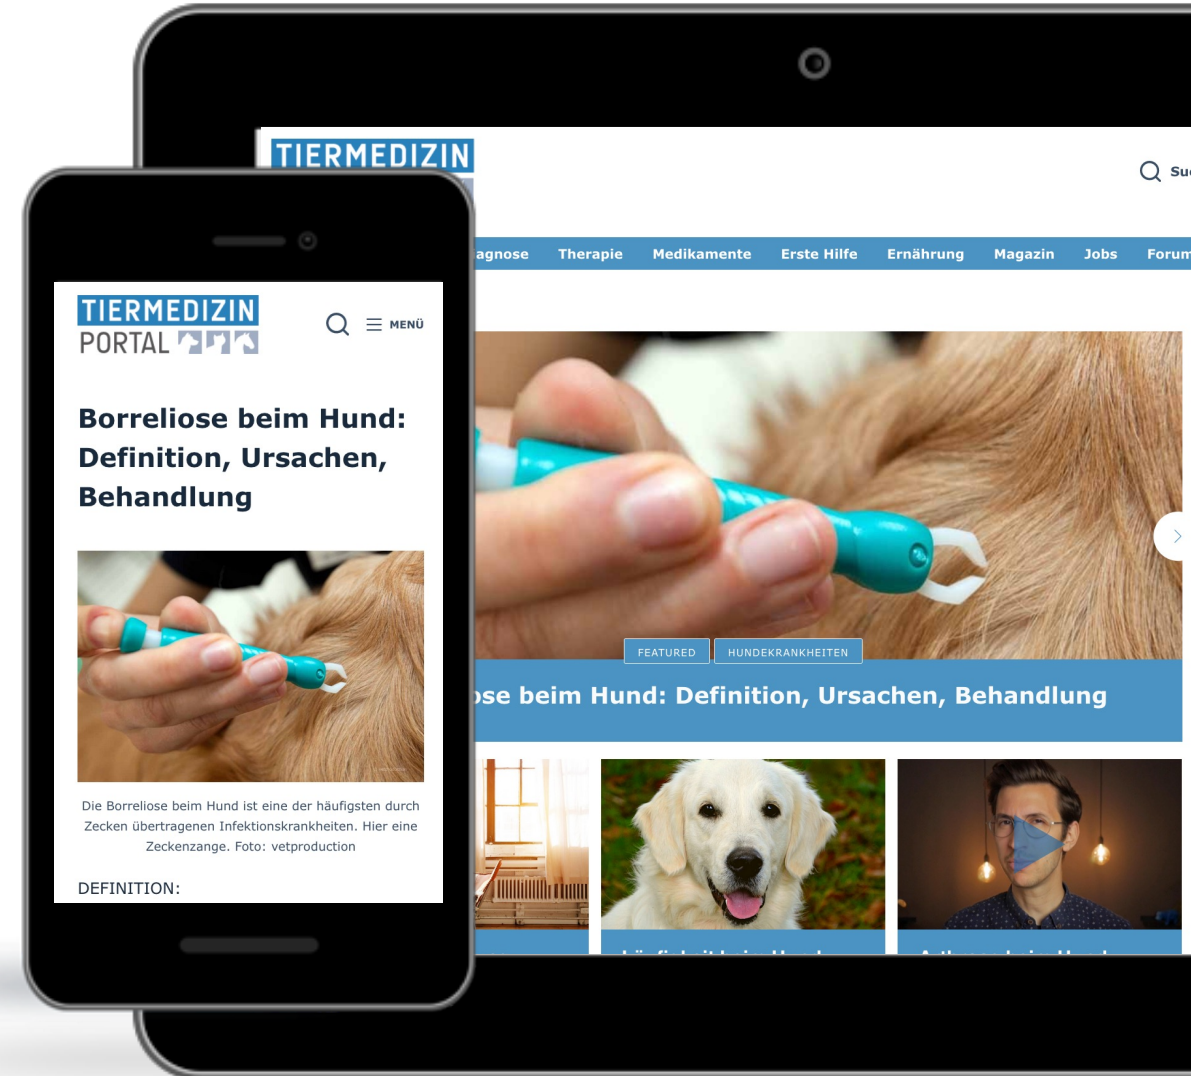 TIERMEDIZIN
Therapie Medikamente Erste Hilfe Ernährung Magazin Jobs Forum
FEATURED
HUNDEKRANKHEITEN
beim Hund: Definition, Ursachen, Behandlung
TIERMEDIZIN
PORTAL
MENÜ
Borreliose beim Hund:
Definition, Ursachen,
Behandlung
Die Borreliose beim Hund ist eine der häufigsten durch
Zecken übertragenen Infektionskrankheiten. Hier eine
Zeckenzange. Foto: vetproduction
DEFINITION: